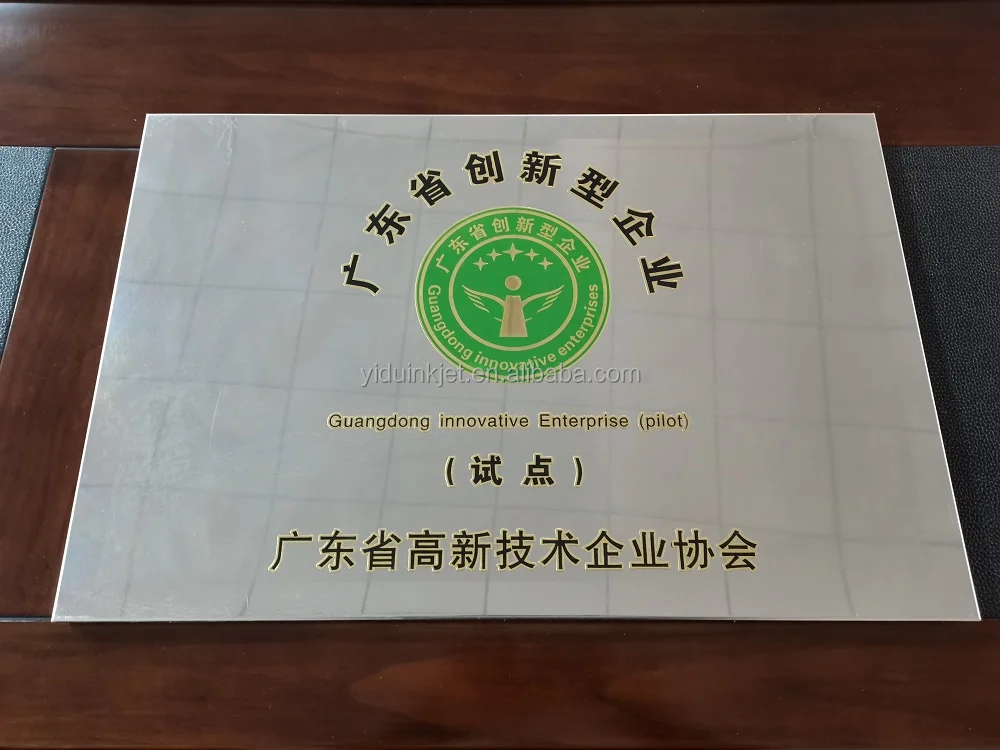 广东省创新型企业
广东省创新型企业
Guangdong innovative enterprises
yiduinkjet.en.alibaba.com
Guangdong innovative Enterprise (pilot)
(试点)
广东省高新技术企业协会